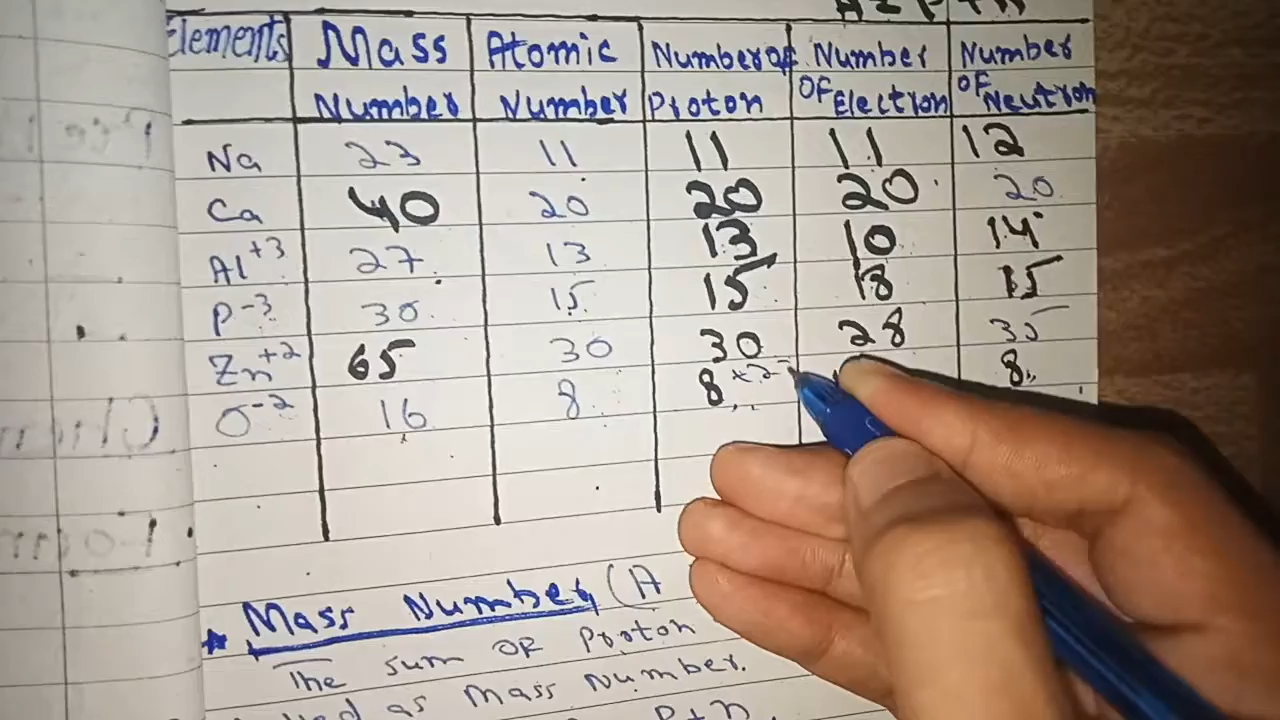 A = P + n
Elements Mass Number Atomic Number Number of Proton Number OF Electron Number OF Neutron
Na 23 11 11 11 12
Ca 40 20 20 20 20
Al+3 27 13 13 10 14
P-3 30 15 15 18 15
Zn+2 65 30 30 28 35
O-2 16 8 8 +2 8
Mass Number, (A
The sum OF Proton
as Mass Number.
P+n.